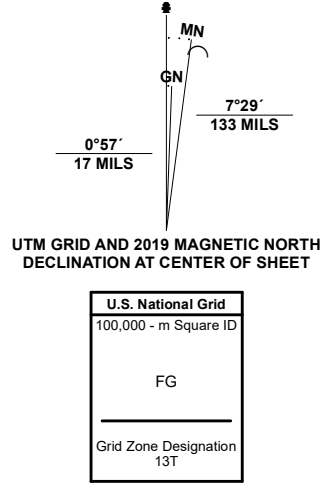 MN
GN
7°29´
133 MILS
0°57´
17 MILS
UTM GRID AND 2019 MAGNETIC NORTH
DECLINATION AT CENTER OF SHEET
U.S. National Grid
100,000 - m Square ID
FG
Grid Zone Designation
13T